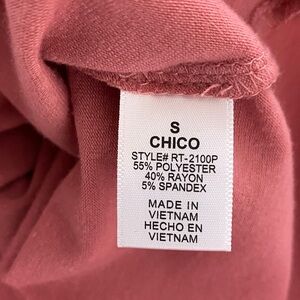 S
CHICO
STYLE# RT-2100P
55% POLYESTER
40% RAYON
5% SPANDEX
MADE IN
VIETNAM
HECHO EN
VIETNAM